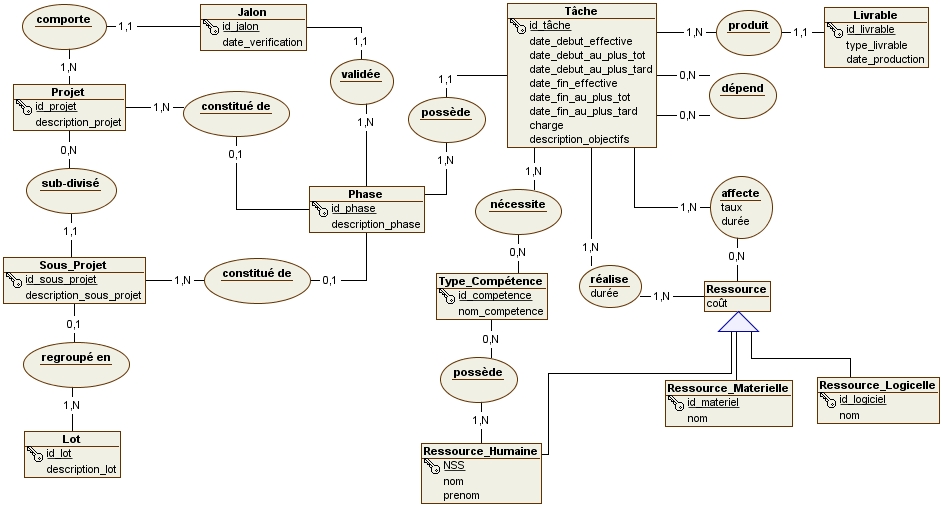 comporte
1,1
Jalon
id_jalon
date_verification
1,N
1,1
validée
1,N
Projet
id_projet
description_projet
1,N
constitué de
0,1
0,N
sub-divisé
1,1
Phase
id_phase
description_phase
Sous_Projet
id_sous_projet
description_sous_projet
1,N
constitué de
0,1
0,1
regroupé en
1,N
Lot
id_lot
description_lot
1,1
possède
1,N
Tâche
id_tâche
date_debut_effective
date_debut_au_plus_tot
date_debut_au_plus_tard
date_fin_effective
date_fin_au_plus_tot
date_fin_au_plus_tard
charge
description_objectifs
1,N
produit
1,1
Livrable
id_livrable
type_livrable
date_production
0,N
dépend
0,N
1,N
nécessite
0,N
Type_Compétence
id_competence
nom_competence
0,N
possède
1,N
Ressource_Humaine
NSS
nom
prenom
1,N
réalise
durée
1,N
1,N
affecte
taux
durée
0,N
Ressource
coût
Ressource_Materielle
id_materiel
nom
Ressource_Logicelle
id_logiciel
nom